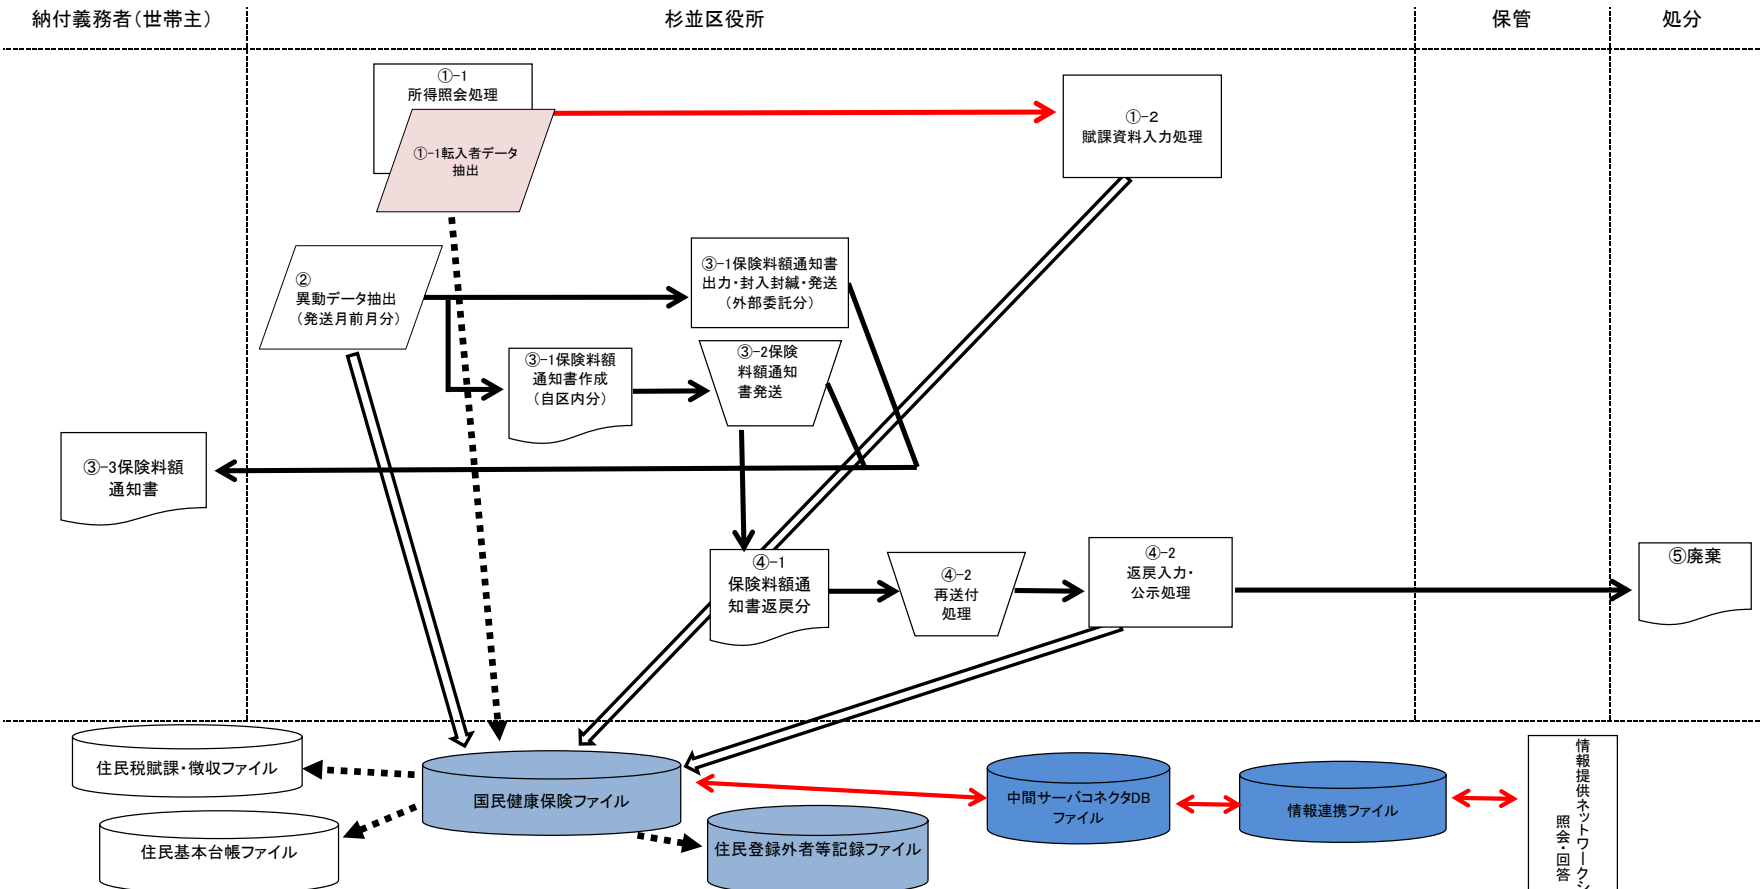 納付義務者（世帯主）
杉並区役所
保管
処分
①-1
所得照会処理
①-1転入者データ
抽出
①-2
賦課資料入力処理
②
異動データ抽出
（発送月前月分）
③-1保険料額通知書
出力・封入封緘・発送
（外部委託分）
③-1保険料額
通知書作成
（自区内分）
③-2保険
料額通知
書発送
③-3保険料額
通知書
④-1
保険料額通
知書返戻分
④-2
再送付
処理
④-2
返戻入力・
公示処理
⑤廃棄
住民税賦課・徴収ファイル
住民基本台帳ファイル
国民健康保険ファイル
住民登録外者等記録ファイル
中間サーバコネクタDB
ファイル
情報連携ファイル
情報提供ネットワークシ
照会・回答